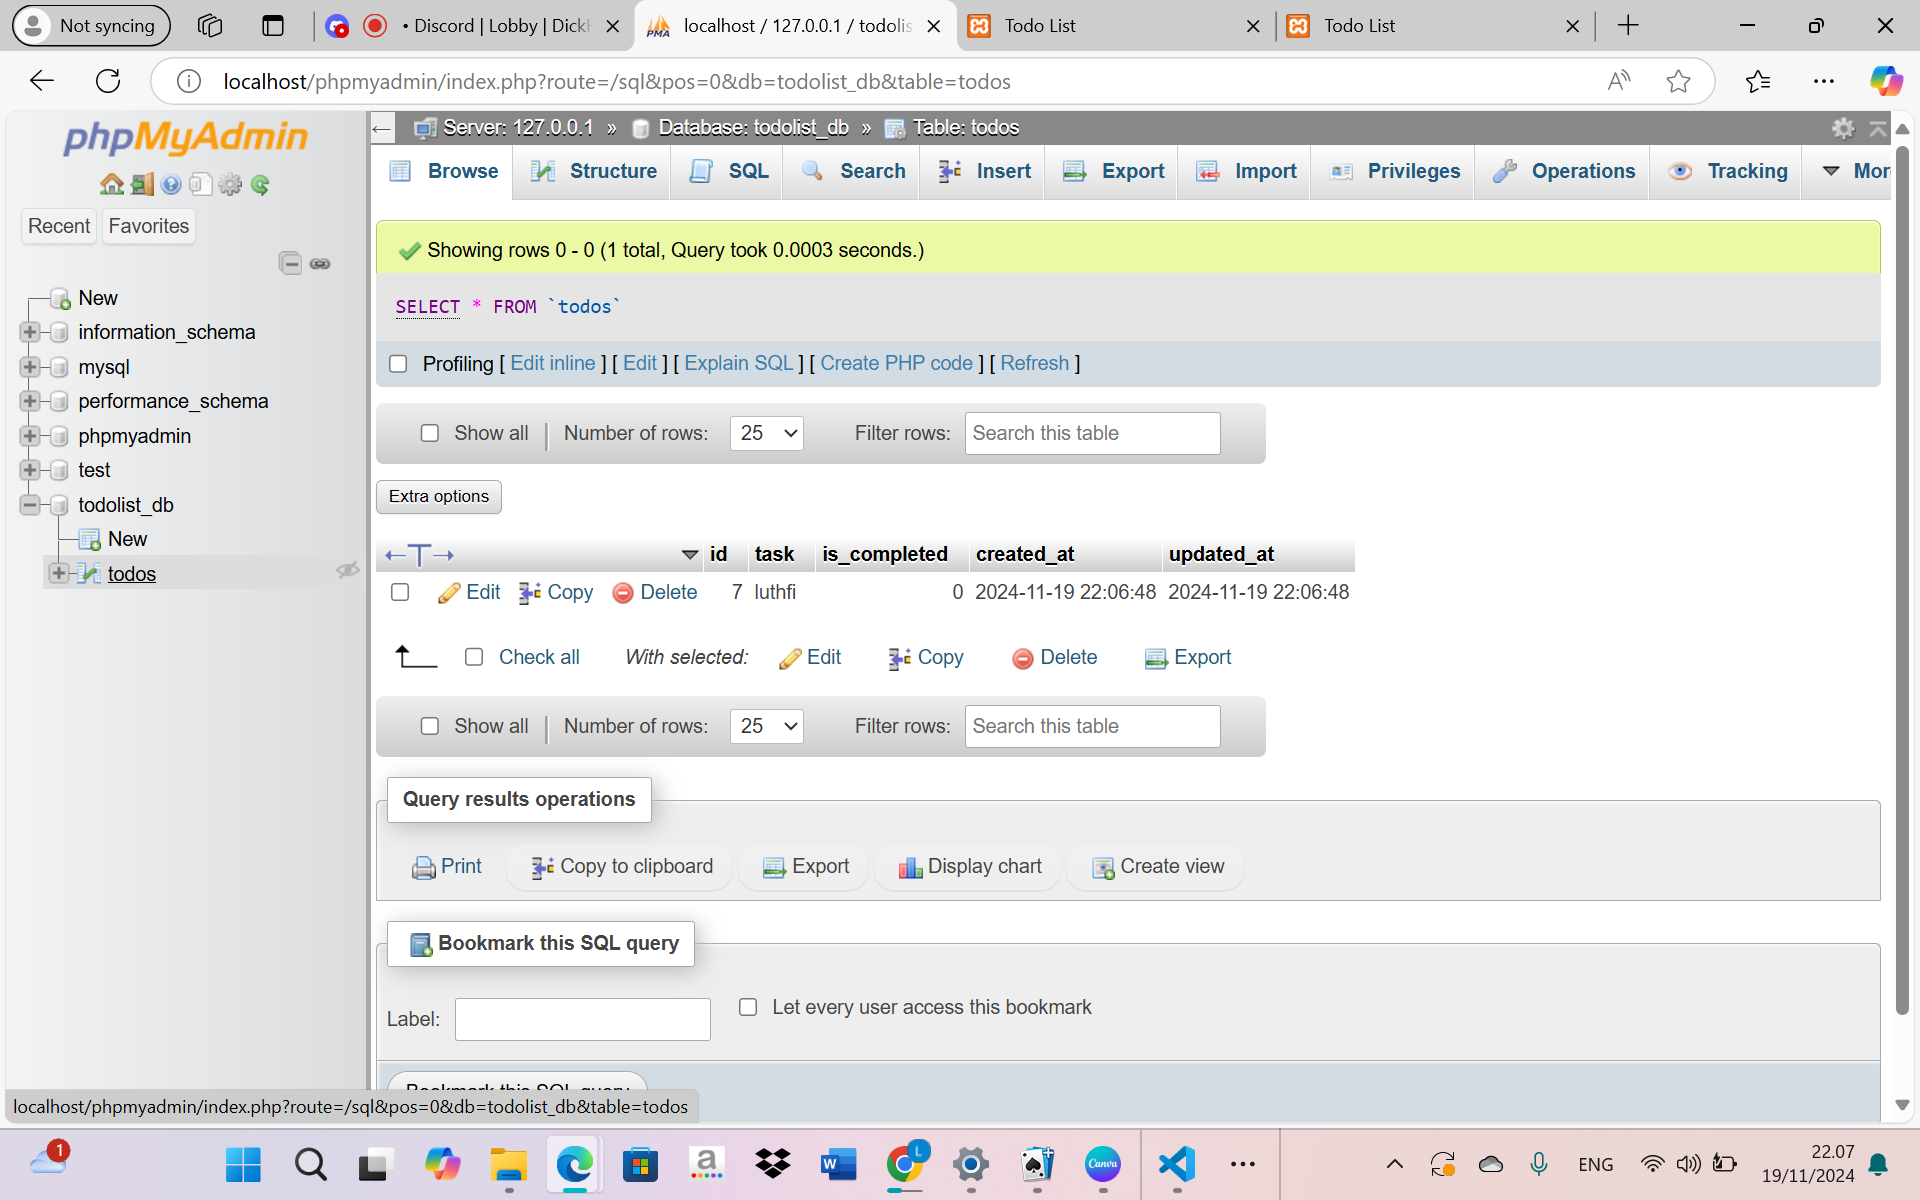 Not syncing
• Discord | Lobby | Dick
localhost / 127.0.0.1 / todolis
Todo List
Todo List
localhost/phpmyadmin/index.php?route=/sql&pos=0&db=todolist_db&table=todos
phpMyAdmin
Recent
Favorites
New
information_schema
mysql
performance_schema
phpmyadmin
test
todolist_db
New
todos
Server: 127.0.0.1 » Database: todolist_db » Table: todos
Browse Structure SQL Search Insert Export Import Privileges Operations Tracking Mor
Showing rows 0 - 0 (1 total, Query took 0.0003 seconds.)
SELECT * FROM `todos`
Profiling [ Edit inline ] [ Edit ] [ Explain SQL ] [ Create PHP code ] [ Refresh ]
Show all | Number of rows: 25 Filter rows: Search this table
Extra options
←T→ id task is_completed created_at updated_at
Edit Copy Delete 7 luthfi 0 2024-11-19 22:06:48 2024-11-19 22:06:48
Check all With selected: Edit Copy Delete Export
Show all | Number of rows: 25 Filter rows: Search this table
Query results operations
Print Copy to clipboard Export Display chart Create view
Bookmark this SQL query
Label:
Let every user access this bookmark
Bookmark this SQL query
localhost/phpmyadmin/index.php?route=/sql&pos=0&db=todolist_db&table=todos
1
a
W
L
Canva
ENG
22.07
19/11/2024